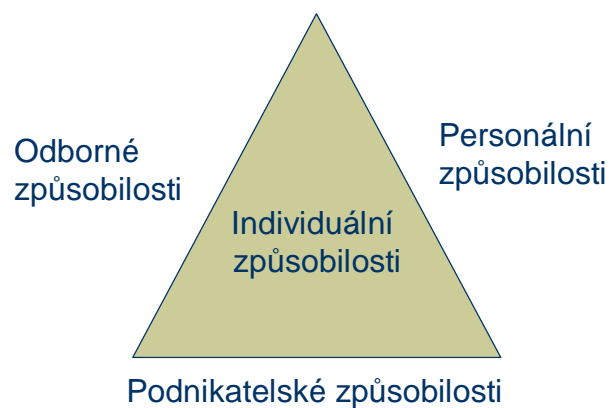 Odborné
způsobilosti
Personální
způsobilosti
Individuální
způsobilosti
Podnikatelské způsobilosti